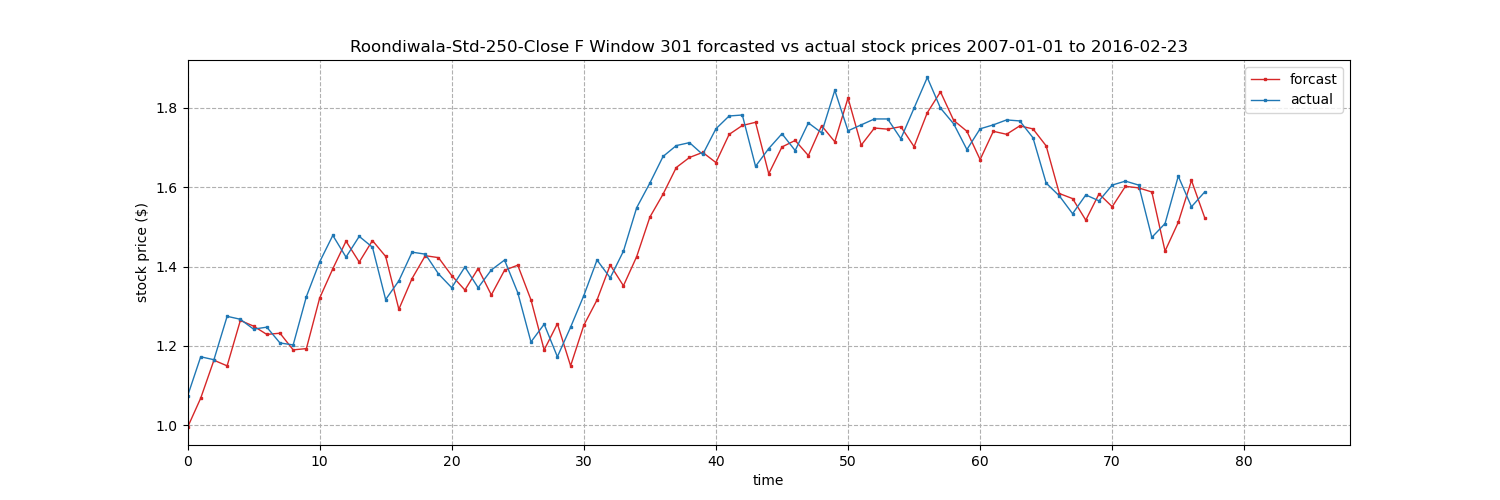 Roondiwala-Std-250-Close F Window 301 forcasted vs actual stock prices 2007-01-01 to 2016-02-23
forcast
actual
1.8
1.6
1.4
1.2
1.0
stock price ($)
0 10 20 30 40 50 60 70 80
time